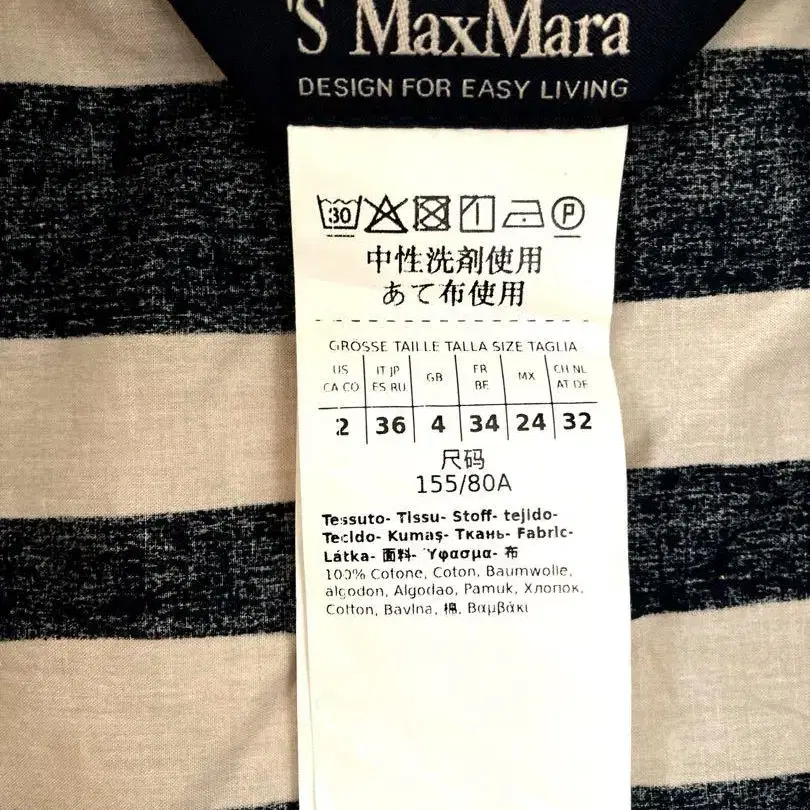 'S MaxMara
DESIGN FOR EASY LIVING
30 P
中性洗剤使用
あて布使用
GROSSE TAILLE TALLA SIZE TAGLIA
US CA CO IT JP ES RU GB FR BE MX CH NL AT DE
2 36 4 34 24 32
尺码
155/80A
Tessuto- Tissu- Stoff- tejido-
Tecido- Kumaş- Ткань- Fabric-
Látka- 面料- Ύφασμα- 布
100% Cotone, Coton, Baumwolle,
algodon, Algodao, Pamuk, Хлопок,
Cotton, Bavlna, 棉, Βαμβάκι